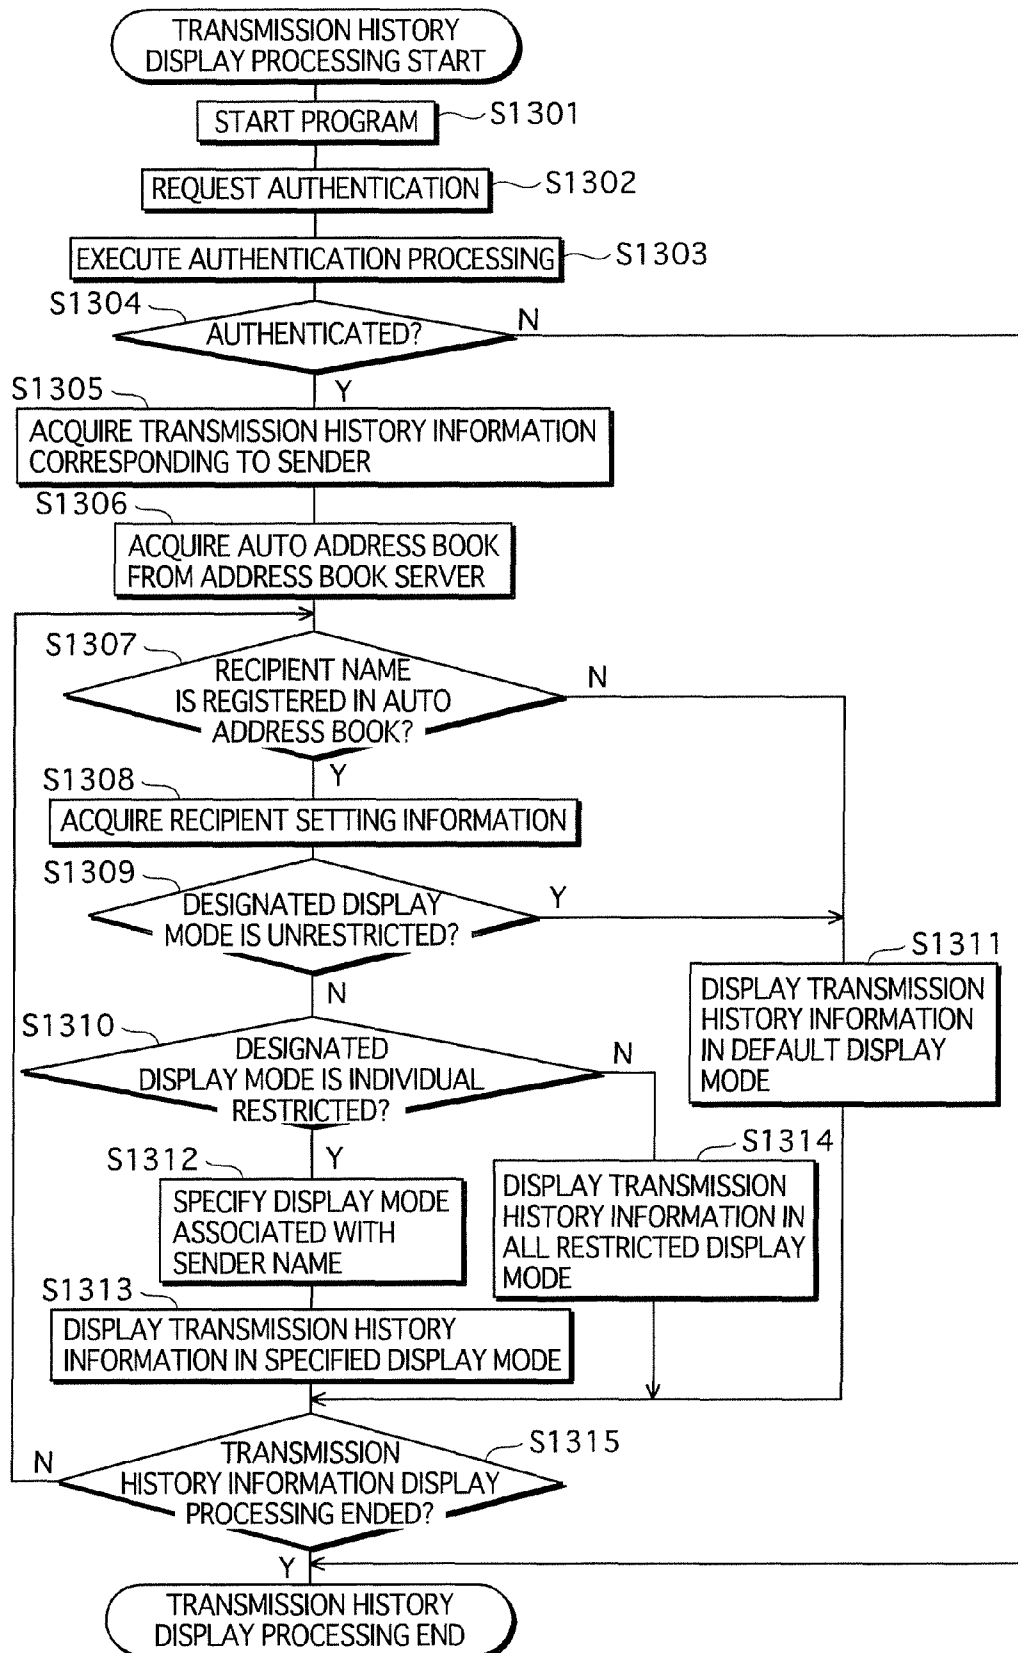 TRANSMISSION HISTORY
DISPLAY PROCESSING START
START PROGRAM
S1301
REQUEST AUTHENTICATION
S1302
EXECUTE AUTHENTICATION PROCESSING
S1303
S1304
AUTHENTICATED?
N
Y
S1305
ACQUIRE TRANSMISSION HISTORY INFORMATION
CORRESPONDING TO SENDER
S1306
ACQUIRE AUTO ADDRESS BOOK
FROM ADDRESS BOOK SERVER
S1307
RECIPIENT NAME
IS REGISTERED IN AUTO
ADDRESS BOOK?
N
Y
S1308
ACQUIRE RECIPIENT SETTING INFORMATION
S1309
DESIGNATED DISPLAY
MODE IS UNRESTRICTED?
Y
N
S1311
DISPLAY TRANSMISSION
HISTORY INFORMATION
IN DEFAULT DISPLAY
MODE
S1310
DESIGNATED
DISPLAY MODE IS INDIVIDUAL
RESTRICTED?
N
Y
S1312
SPECIFY DISPLAY MODE
ASSOCIATED WITH
SENDER NAME
S1314
DISPLAY TRANSMISSION
HISTORY INFORMATION IN
ALL RESTRICTED DISPLAY
MODE
S1313
DISPLAY TRANSMISSION HISTORY
INFORMATION IN SPECIFIED DISPLAY MODE
S1315
TRANSMISSION
HISTORY INFORMATION DISPLAY
PROCESSING ENDED?
N
Y
TRANSMISSION HISTORY
DISPLAY PROCESSING END